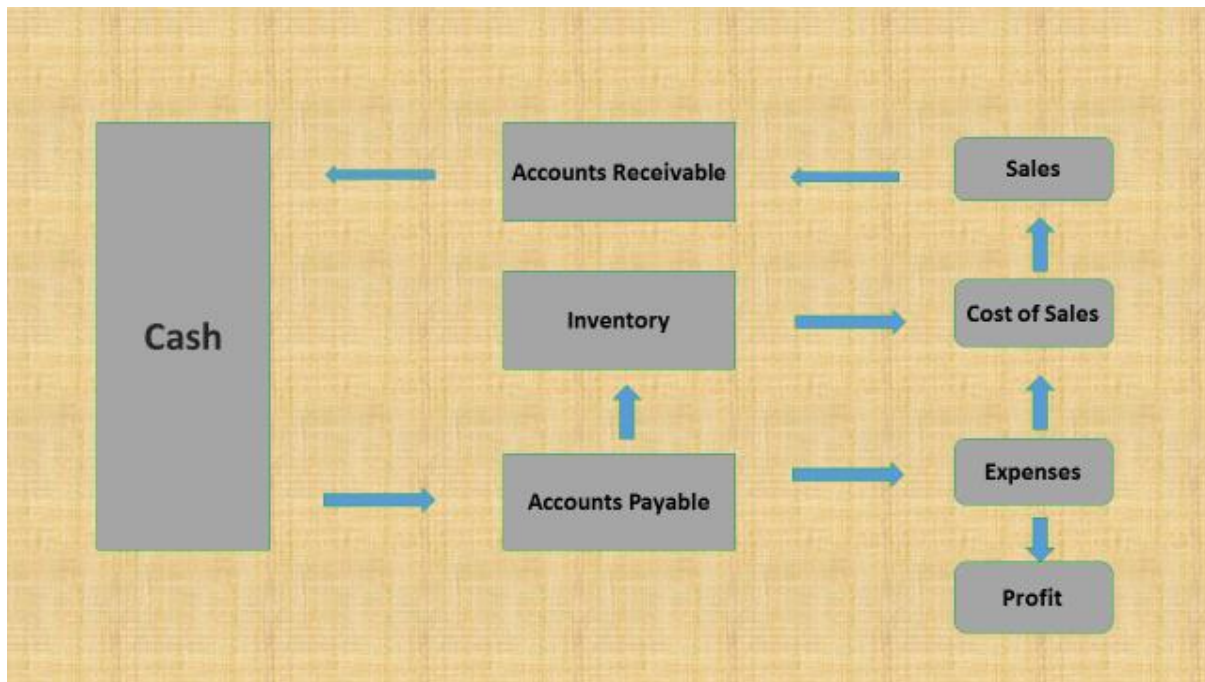 Cash
Accounts Receivable
Inventory
Accounts Payable
Sales
Cost of Sales
Expenses
Profit